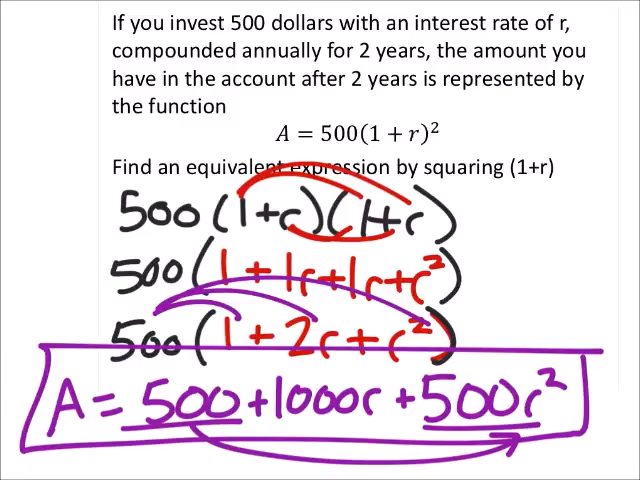 If you invest 500 dollars with an interest rate of r,
compounded annually for 2 years, the amount you
have in the account after 2 years is represented by
the function
A = 500(1 + r)²
Find an equivalent expression by squaring (1+r)
500(1+r)(1+r)
500(1+1r+1r+r²)
500(1+2r+r²)
A = 500+1000r+500r²